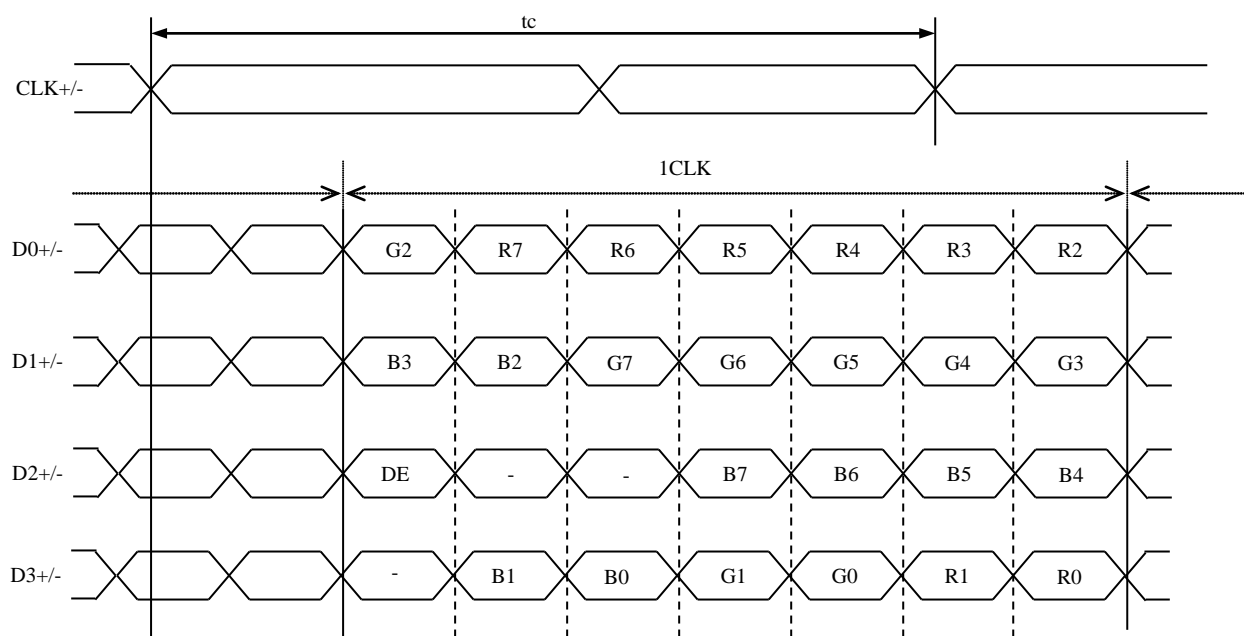 tc
CLK+/-
1CLK
D0+/- G2 R7 R6 R5 R4 R3 R2
D1+/- B3 B2 G7 G6 G5 G4 G3
D2+/- DE - - B7 B6 B5 B4
D3+/- - B1 B0 G1 G0 R1 R0